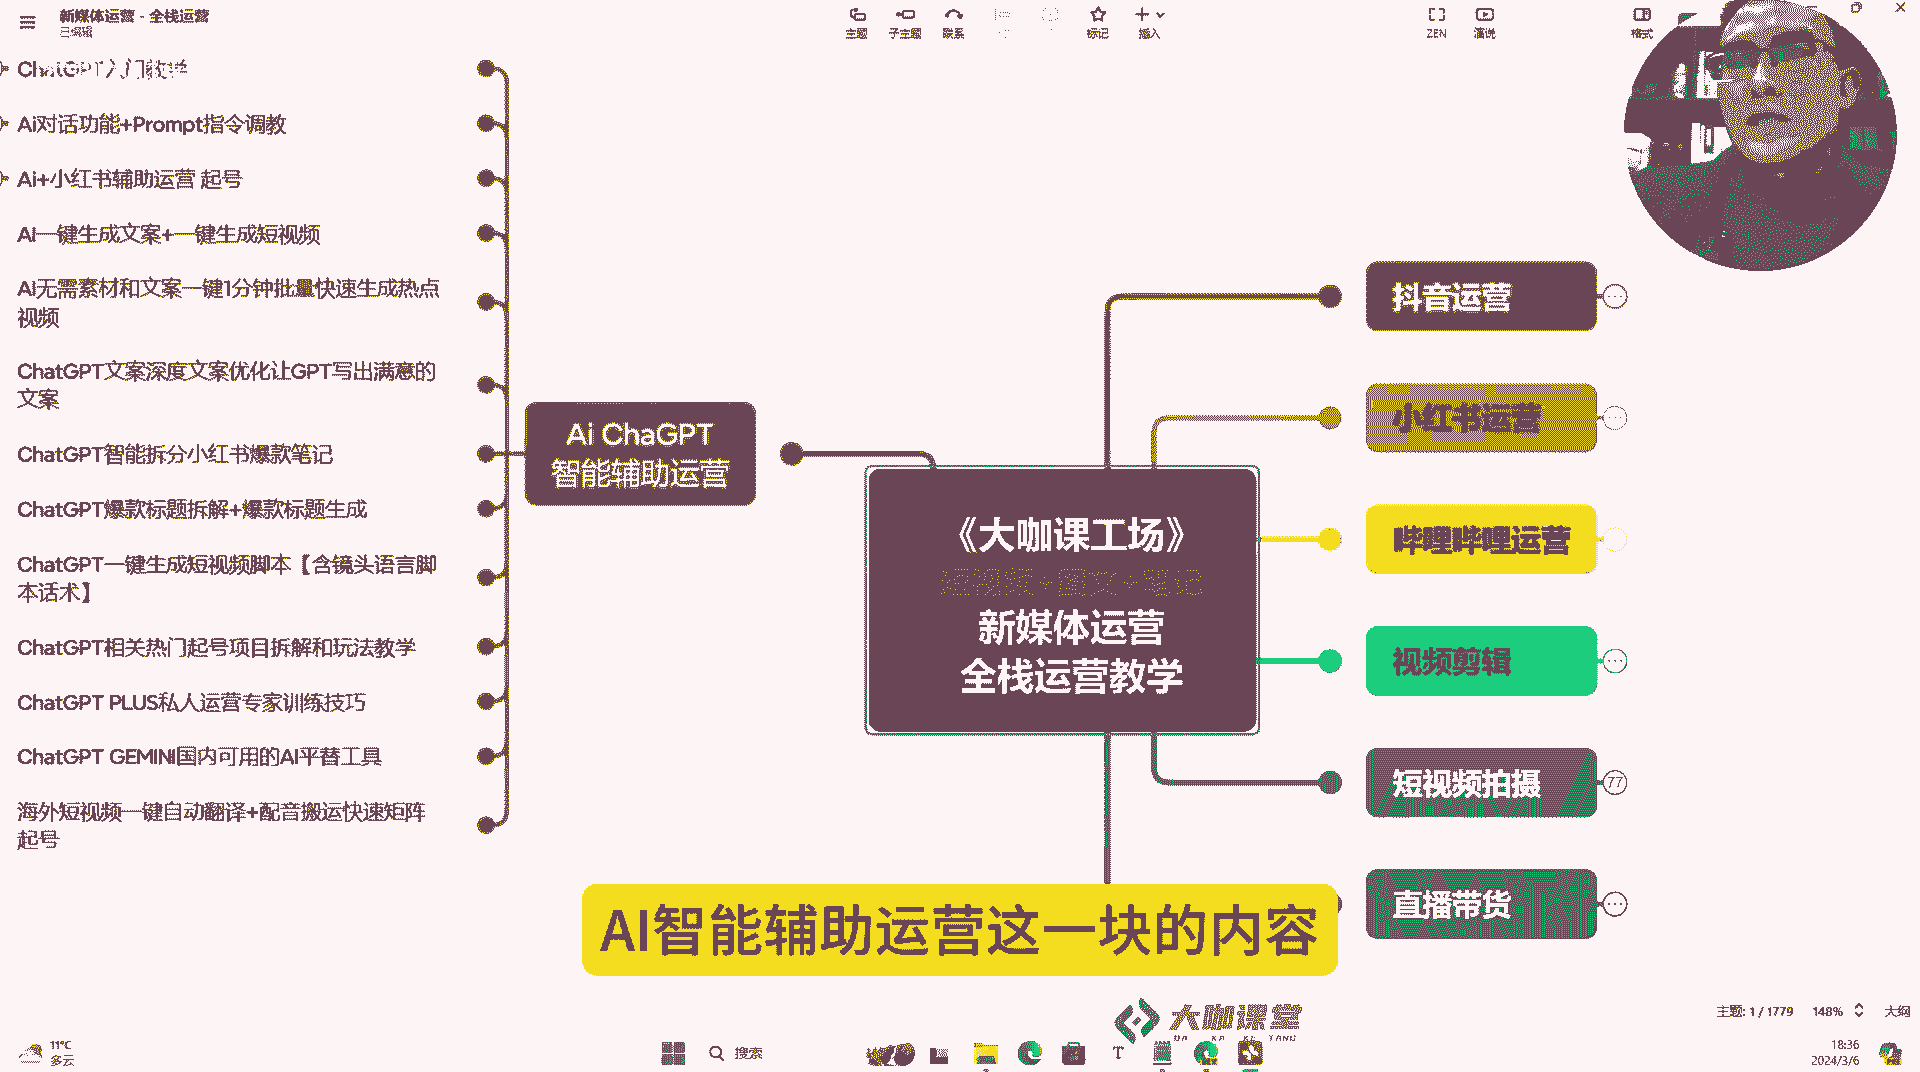 新媒体运营 - 全栈运营
已编辑
主题
子主题
联系
标记
插入
ZEN
演说
格式
ChatGPT入门教学
Ai对话功能+Prompt指令调教
Ai+小红书辅助运营 起号
AI一键生成文案+一键生成短视频
AI无需素材和文案一键1分钟批量快速生成热点
视频
ChatGPT文案深度文案优化让GPT写出满意的
文案
ChatGPT智能拆分小红书爆款笔记
ChatGPT爆款标题拆解+爆款标题生成
ChatGPT一键生成短视频脚本【含镜头语言脚
本话术】
ChatGPT相关热门起号项目拆解和玩法教学
ChatGPT PLUS私人运营专家训练技巧
ChatGPT GEMINI国内可用的AI平替工具
海外短视频一键自动翻译+配音搬运快速矩阵
起号
Ai ChaGPT
智能辅助运营
《大咖课工场》
短视频+图文+笔记
新媒体运营
全栈运营教学
抖音运营
小红书运营
哔哩哔哩运营
视频剪辑
短视频拍摄
77
直播带货
AI智能辅助运营这一块的内容
大咖课堂
DA KA KE TANG
主题: 1 / 1779
148%
大纲
11°C
多云
搜索
18:36
2024/3/6